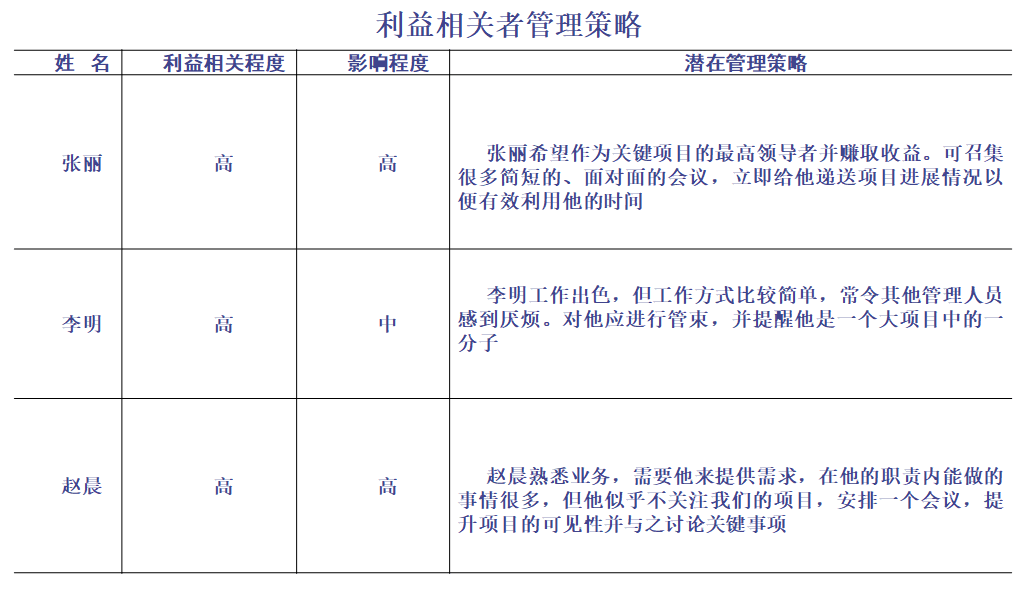 利益相关者管理策略
姓 名 利益相关程度 影响程度 潜在管理策略
张丽 高 高
张丽希望作为关键项目的最高领导者并赚取收益。可召集
很多简短的、面对面的会议，立即给他递送项目进展情况以
便有效利用他的时间
李明 高 中
李明工作出色，但工作方式比较简单，常令其他管理人员
感到厌烦。对他应进行管束，并提醒他是一个大项目中的一
分子
赵晨 高 高
赵晨熟悉业务，需要他来提供需求，在他的职责内能做的
事情很多，但他似乎不关注我们的项目，安排一个会议，提
升项目的可见性并与之讨论关键事项